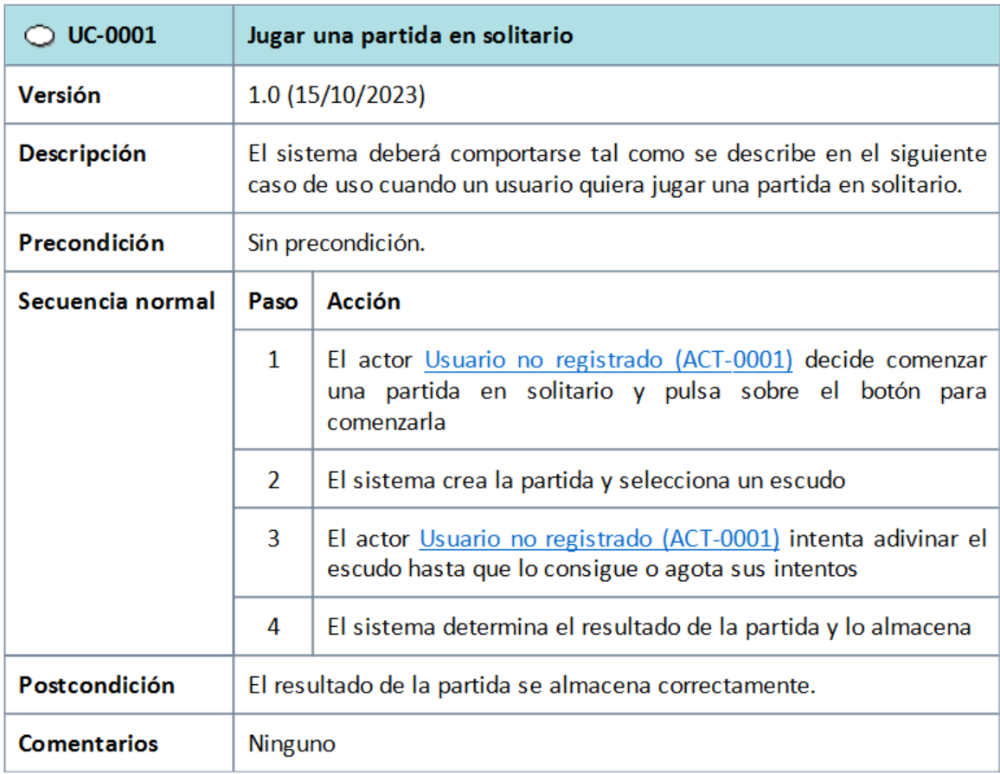 UC-0001 Jugar una partida en solitario
Versión 1.0 (15/10/2023)
Descripción El sistema deberá comportarse tal como se describe en el siguiente
caso de uso cuando un usuario quiera jugar una partida en solitario.
Precondición Sin precondición.
Secuencia normal Paso Acción
1 El actor Usuario no registrado (ACT-0001) decide comenzar
una partida en solitario y pulsa sobre el botón para
comenzarla
2 El sistema crea la partida y selecciona un escudo
3 El actor Usuario no registrado (ACT-0001) intenta adivinar el
escudo hasta que lo consigue o agota sus intentos
4 El sistema determina el resultado de la partida y lo almacena
Postcondición El resultado de la partida se almacena correctamente.
Comentarios Ninguno